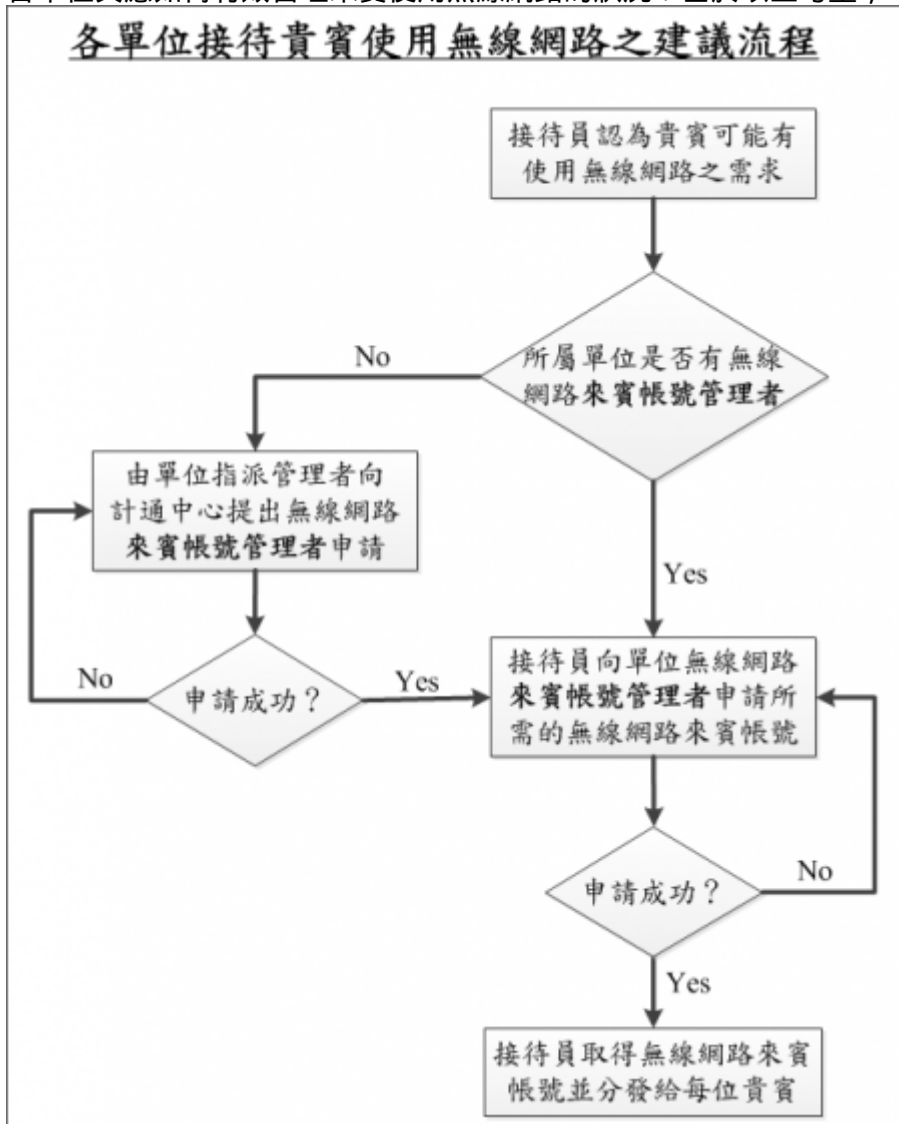 各單位接待貴賓使用無線網路之建議流程
接待員認為貴賓可能有
使用無線網路之需求
所屬單位是否有無線
網路來賓帳號管理者
No
由單位指派管理者向
計通中心提出無線網路
來賓帳號管理者申請
Yes
申請成功？
No
Yes
接待員向單位無線網路
來賓帳號管理者申請所
需的無線網路來賓帳號
申請成功？
No
Yes
接待員取得無線網路來賓
帳號並分發給每位貴賓